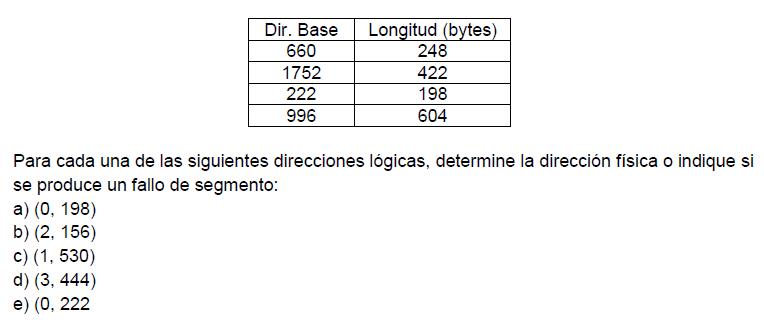 Dir. Base Longitud (bytes)
660 248
1752 422
222 198
996 604
Para cada una de las siguientes direcciones lógicas, determine la dirección física o indique si
se produce un fallo de segmento:
a) (0, 198)
b) (2, 156)
c) (1, 530)
d) (3, 444)
e) (0, 222